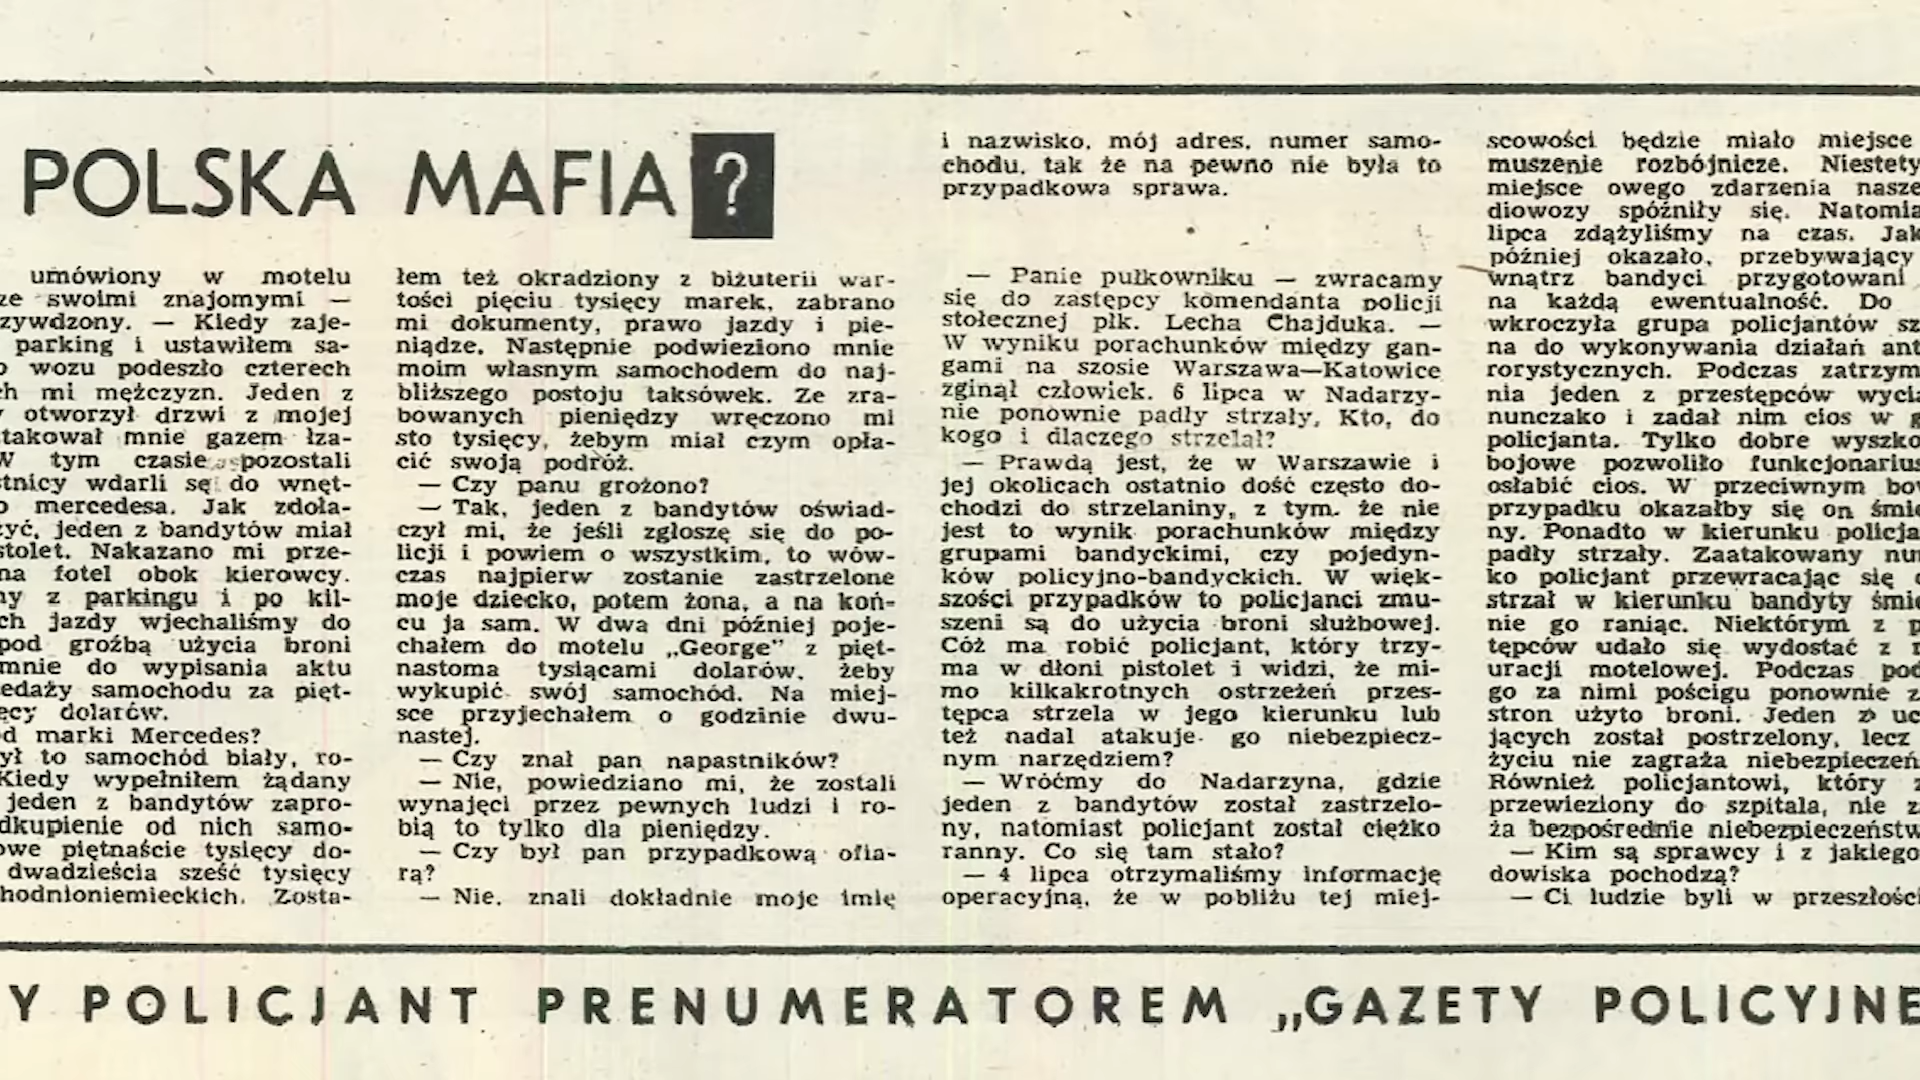 POLSKA MAFIA?
umówiony w motelu
ze swoimi znajomymi —
zywdzony. — Kiedy zaje-
parking i ustawiłem sa-
o wozu podeszło czterech
h mi mężczyzn. Jeden z
otworzył drzwi z mojej
takował mnie gazem łza-
W tym czasie pozostali
stnicy wdarli sę do wnęt-
o mercedesa. Jak zdoła-
zyć, jeden z bandytów miał
stolet. Nakazano mi prze-
na fotel obok kierowcy.
ny z parkingu i po kil-
ch jazdy wjechaliśmy do
pod groźbą użycia broni
mnie do wypisania aktu
edaży samochodu za pięt-
ęcy dolarów.
d marki Mercedes?
ył to samochód biały, ro-
Kiedy wypełniłem żądany
jeden z bandytów zapro-
dkupienie od nich samo-
owe piętnaście tysięcy do-
dwadzieścia sześć tysięcy
hodnioniemieckich. Zosta-
łem też okradziony z biżuterii war-
tości pięciu tysięcy marek, zabrano
mi dokumenty, prawo jazdy i pie-
niądze. Następnie podwieziono mnie
moim własnym samochodem do naj-
bliższego postoju taksówek. Ze zra-
bowanych pieniędzy wręczono mi
sto tysięcy, żebym miał czym opła-
cić swoją podróż.
— Czy panu grożono?
— Tak, jeden z bandytów oświad-
czył mi, że jeśli zgłoszę się do po-
licji i powiem o wszystkim, to wów-
czas najpierw zostanie zastrzelone
moje dziecko, potem żona, a na koń-
cu ja sam. W dwa dni później poje-
chałem do motelu „George” z pięt-
nastoma tysiącami dolarów, żeby
wykupić swój samochód. Na miej-
sce przyjechałem o godzinie dwu-
nastej.
— Czy znał pan napastników?
— Nie, powiedziano mi, że zostali
wynajęci przez pewnych ludzi i ro-
bią to tylko dla pieniędzy.
— Czy był pan przypadkową ofia-
rą?
— Nie, znali dokładnie moje imię
i nazwisko, mój adres, numer samo-
chodu, tak że na pewno nie była to
przypadkowa sprawa.
— Panie pułkowniku — zwracamy
się do zastępcy komendanta policji
stołecznej płk. Lecha Chajduka. —
W wyniku porachunków między gan-
gami na szosie Warszawa—Katowice
zginął człowiek. 6 lipca w Nadarzy-
nie ponownie padły strzały. Kto, do
kogo i dlaczego strzelał?
— Prawdą jest, że w Warszawie i
jej okolicach ostatnio dość często do-
chodzi do strzelaniny, z tym, że nie
jest to wynik porachunków między
grupami bandyckimi, czy pojedyn-
ków policyjno-bandyckich. W więk-
szości przypadków to policjanci zmu-
szeni są do użycia broni służbowej.
Cóż ma robić policjant, który trzy-
ma w dłoni pistolet i widzi, że mi-
mo kilkakrotnych ostrzeżeń przes-
tępca strzela w jego kierunku lub
też nadal atakuje go niebezpiecz-
nym narzędziem?
— Wróćmy do Nadarzyna, gdzie
jeden z bandytów został zastrzelo-
ny, natomiast policjant został ciężko
ranny. Co się tam stało?
— 4 lipca otrzymaliśmy informację
operacyjną, że w pobliżu tej miej-
scowości będzie miało miejsce
muszenie rozbójnicze. Niestety
miejsce owego zdarzenia nasze
diowozy spóźniły się. Natomia
lipca zdążyliśmy na czas. Jak
później okazało, przebywający
wnątrz bandyci przygotowani
na każdą ewentualność. Do
wkroczyła grupa policjantów sz
na do wykonywania działań ant
rorystycznych. Podczas zatrzym
nia jeden z przestępców wycią
nunczako i zadał nim cios w g
policjanta. Tylko dobre wyszko
bojowe pozwoliło funkcjonarius
osłabić cios. W przeciwnym bow
przypadku okazałby się on śmie
ny. Ponadto w kierunku policja
padły strzały. Zaatakowany nun
ko policjant przewracając się o
strzał w kierunku bandyty śmie
nie go raniąc. Niektórym z p
tępców udało się wydostać z r
uracji motelowej. Podczas pod
go za nimi pościgu ponownie z
stron użyto broni. Jeden z uc
jących został postrzelony, lecz
życiu nie zagraża niebezpieczeń
Również policjantowi, który z
przewieziony do szpitala, nie z
ża bezpośrednie niebezpieczeństw
— Kim są sprawcy i z jakiego
dowiska pochodzą?
— Ci ludzie byli w przeszłości
Y POLICJANT PRENUMERATOREM „GAZETY POLICYJNE